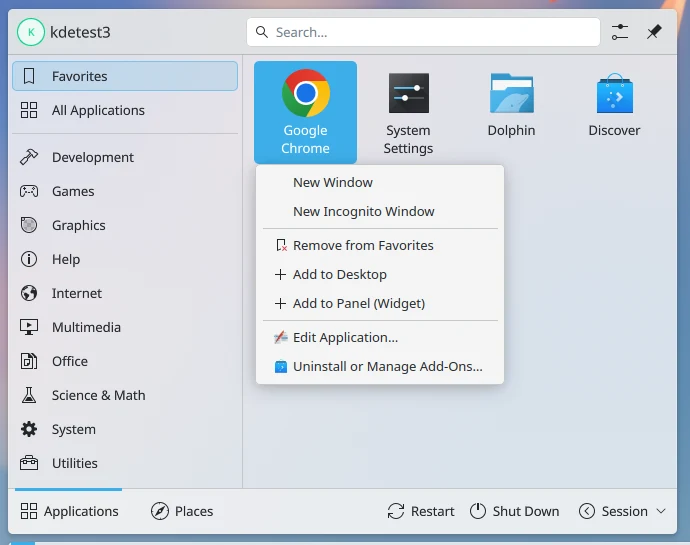 K
kdetest3
Search...
Favorites
All Applications
Development
Games
Graphics
Help
Internet
Multimedia
Office
Science & Math
System
Utilities
Google
Chrome
System
Settings
Dolphin
Discover
New Window
New Incognito Window
Remove from Favorites
Add to Desktop
Add to Panel (Widget)
Edit Application...
Uninstall or Manage Add-Ons...
Applications
Places
Restart
Shut Down
Session